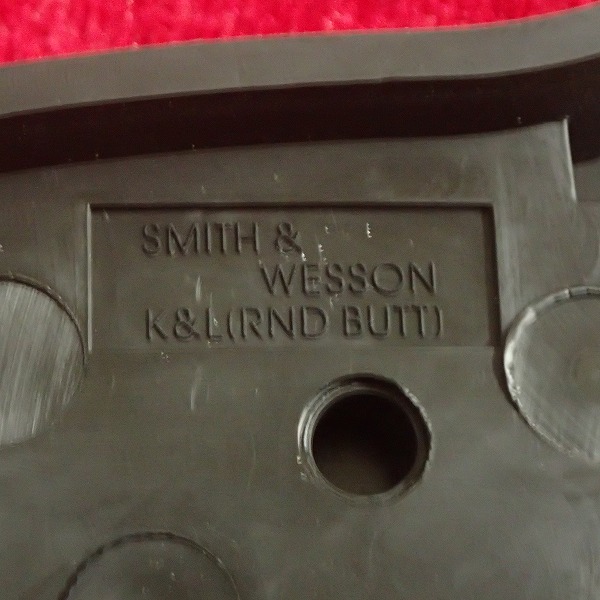 SMITH &
WESSON
K&L(RND BUTT)